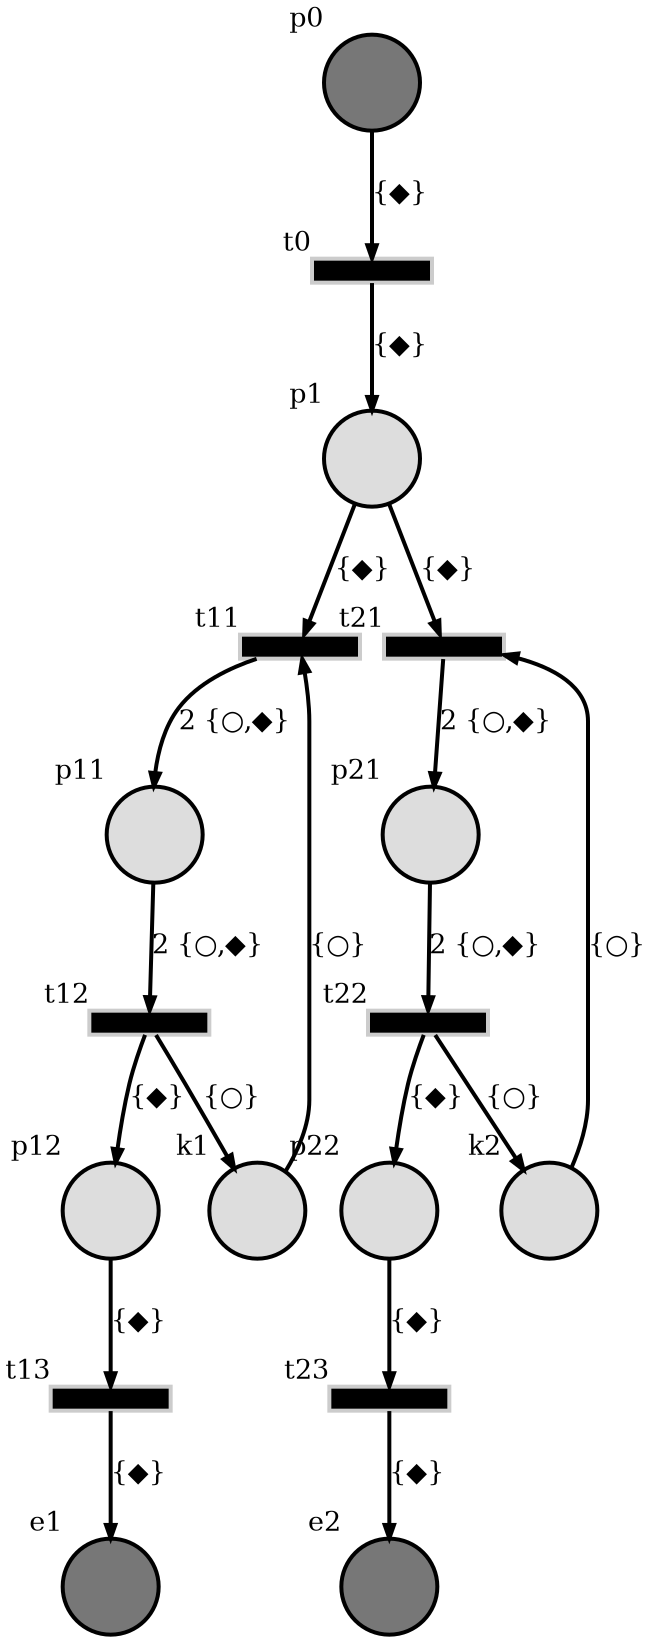 p0
{◆}
t0
{◆}
p1
{◆} {◆}
t11 t21
2 {○,◆} 2 {○,◆}
p11 p21
2 {○,◆} {○} 2 {○,◆} {○}
t12 t22
{◆} {○} {◆} {○}
p12 k1 p22 k2
{◆} {◆}
t13 t23
{◆} {◆}
e1 e2